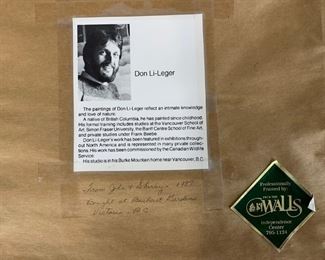 Don Li-Leger
The paintings of Don Li-Leger reflect an intimate knowledge
and love of nature.
A native of British Columbia, he has painted since childhood.
His formal training includes studies at the Vancouver School of
Art, Simon Fraser University, the Banff Centre School of Fine Art
and private studies under Frank Beebe.
Don Li-Leger's work has been featured in exhibitions through-
out North America and is represented in many private collec-
tions. His work has been commissioned by the Canadian Wildlife
Service.
His studio is in his Burke Mountain home near Vancouver, B.C.
from John & 1987
Bought at Butchart Gardens
Victoria - B.C.
Professionally
Framed by
WALLS
Independence
Center
795-1124